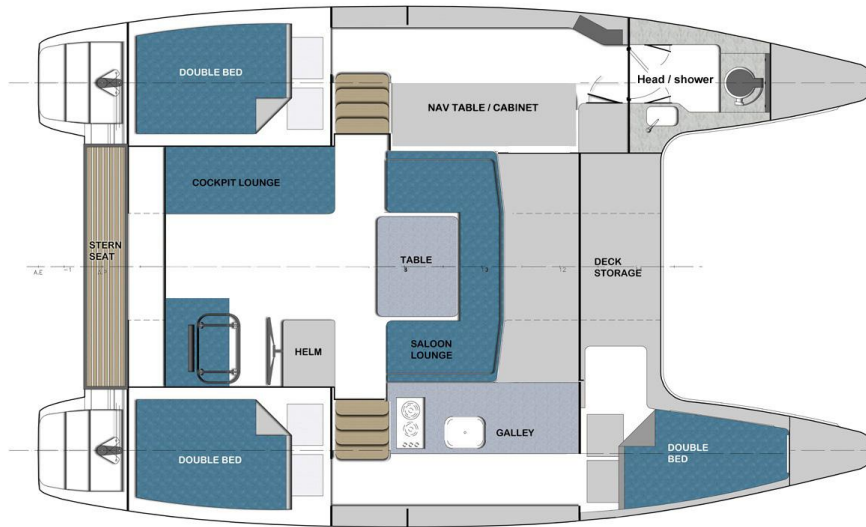 DOUBLE BED
Head / shower
NAV TABLE / CABINET
COCKPIT LOUNGE
STERN
SEAT
TABLE
DECK
STORAGE
HELM
SALOON
LOUNGE
GALLEY
DOUBLE BED
DOUBLE
BED